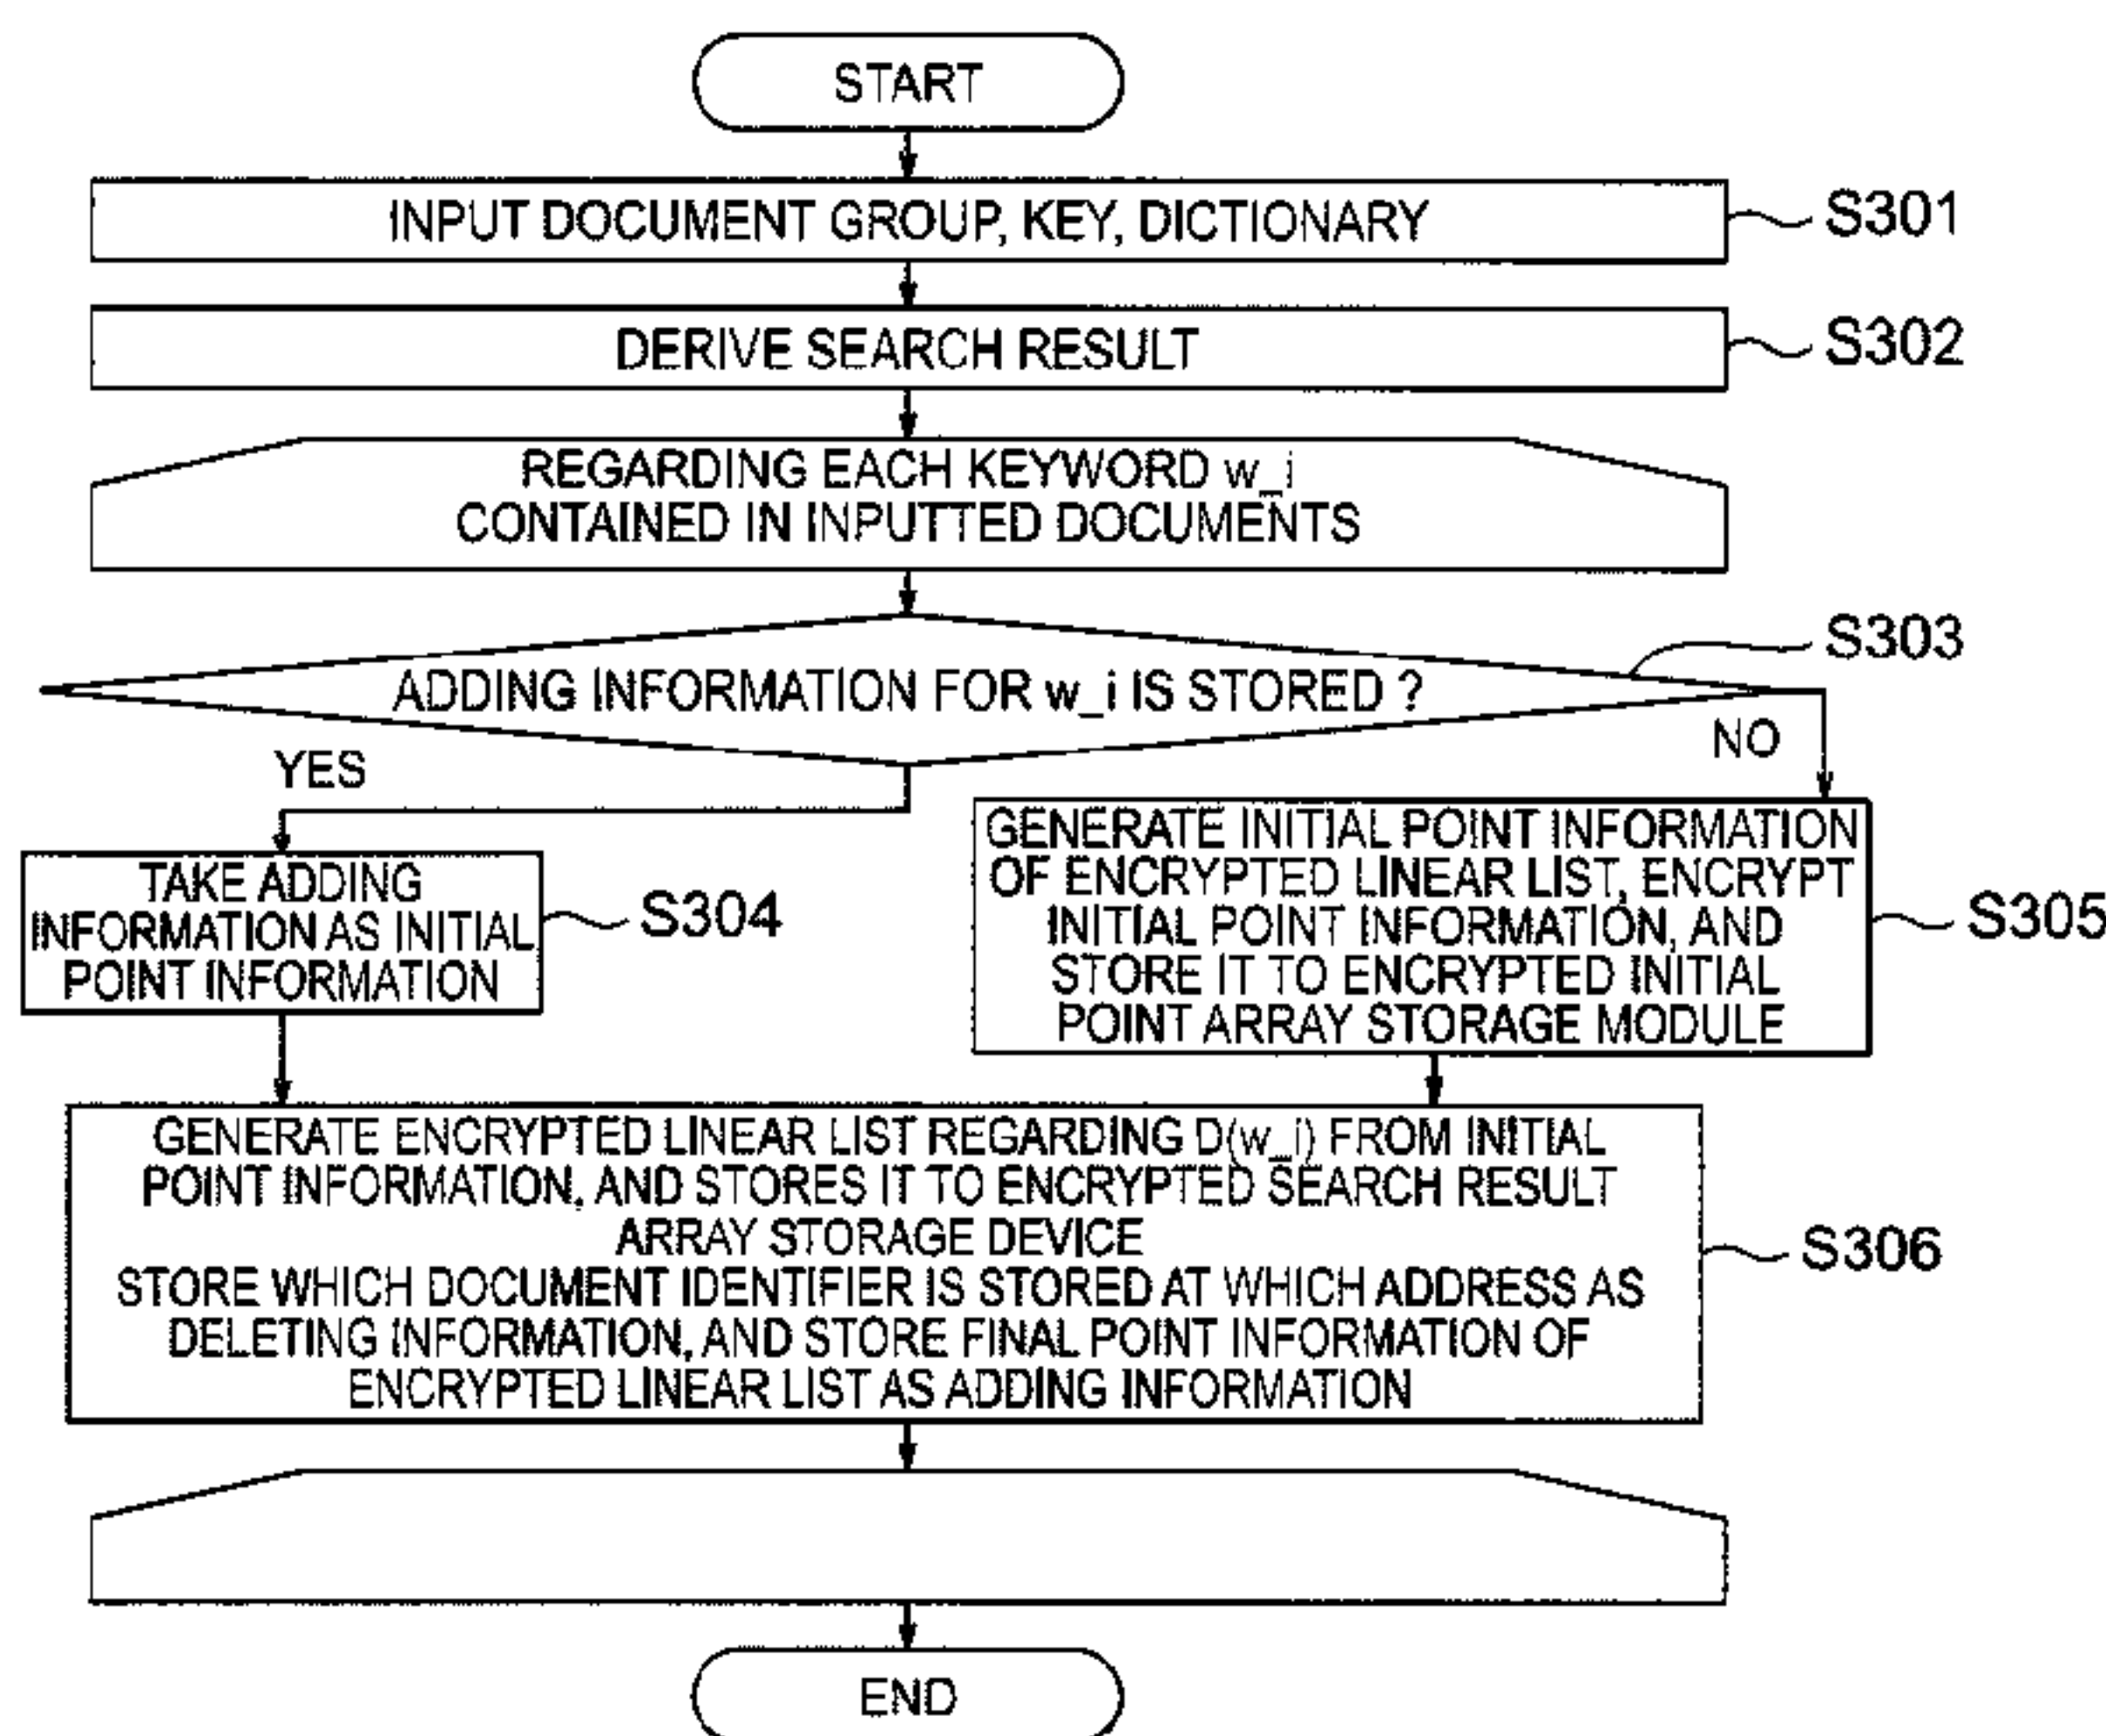 START
INPUT DOCUMENT GROUP, KEY, DICTIONARY
S301
DERIVE SEARCH RESULT
S302
REGARDING EACH KEYWORD w_i
CONTAINED IN INPUTTED DOCUMENTS
S303
ADDING INFORMATION FOR w_i IS STORED ?
YES
NO
TAKE ADDING
INFORMATION AS INITIAL
POINT INFORMATION
S304
GENERATE INITIAL POINT INFORMATION
OF ENCRYPTED LINEAR LIST, ENCRYPT
INITIAL POINT INFORMATION, AND
STORE IT TO ENCRYPTED INITIAL
POINT ARRAY STORAGE MODULE
S305
GENERATE ENCRYPTED LINEAR LIST REGARDING D(w_i) FROM INITIAL
POINT INFORMATION, AND STORES IT TO ENCRYPTED SEARCH RESULT
ARRAY STORAGE DEVICE
STORE WHICH DOCUMENT IDENTIFIER IS STORED AT WHICH ADDRESS AS
DELETING INFORMATION, AND STORE FINAL POINT INFORMATION OF
ENCRYPTED LINEAR LIST AS ADDING INFORMATION
S306
END